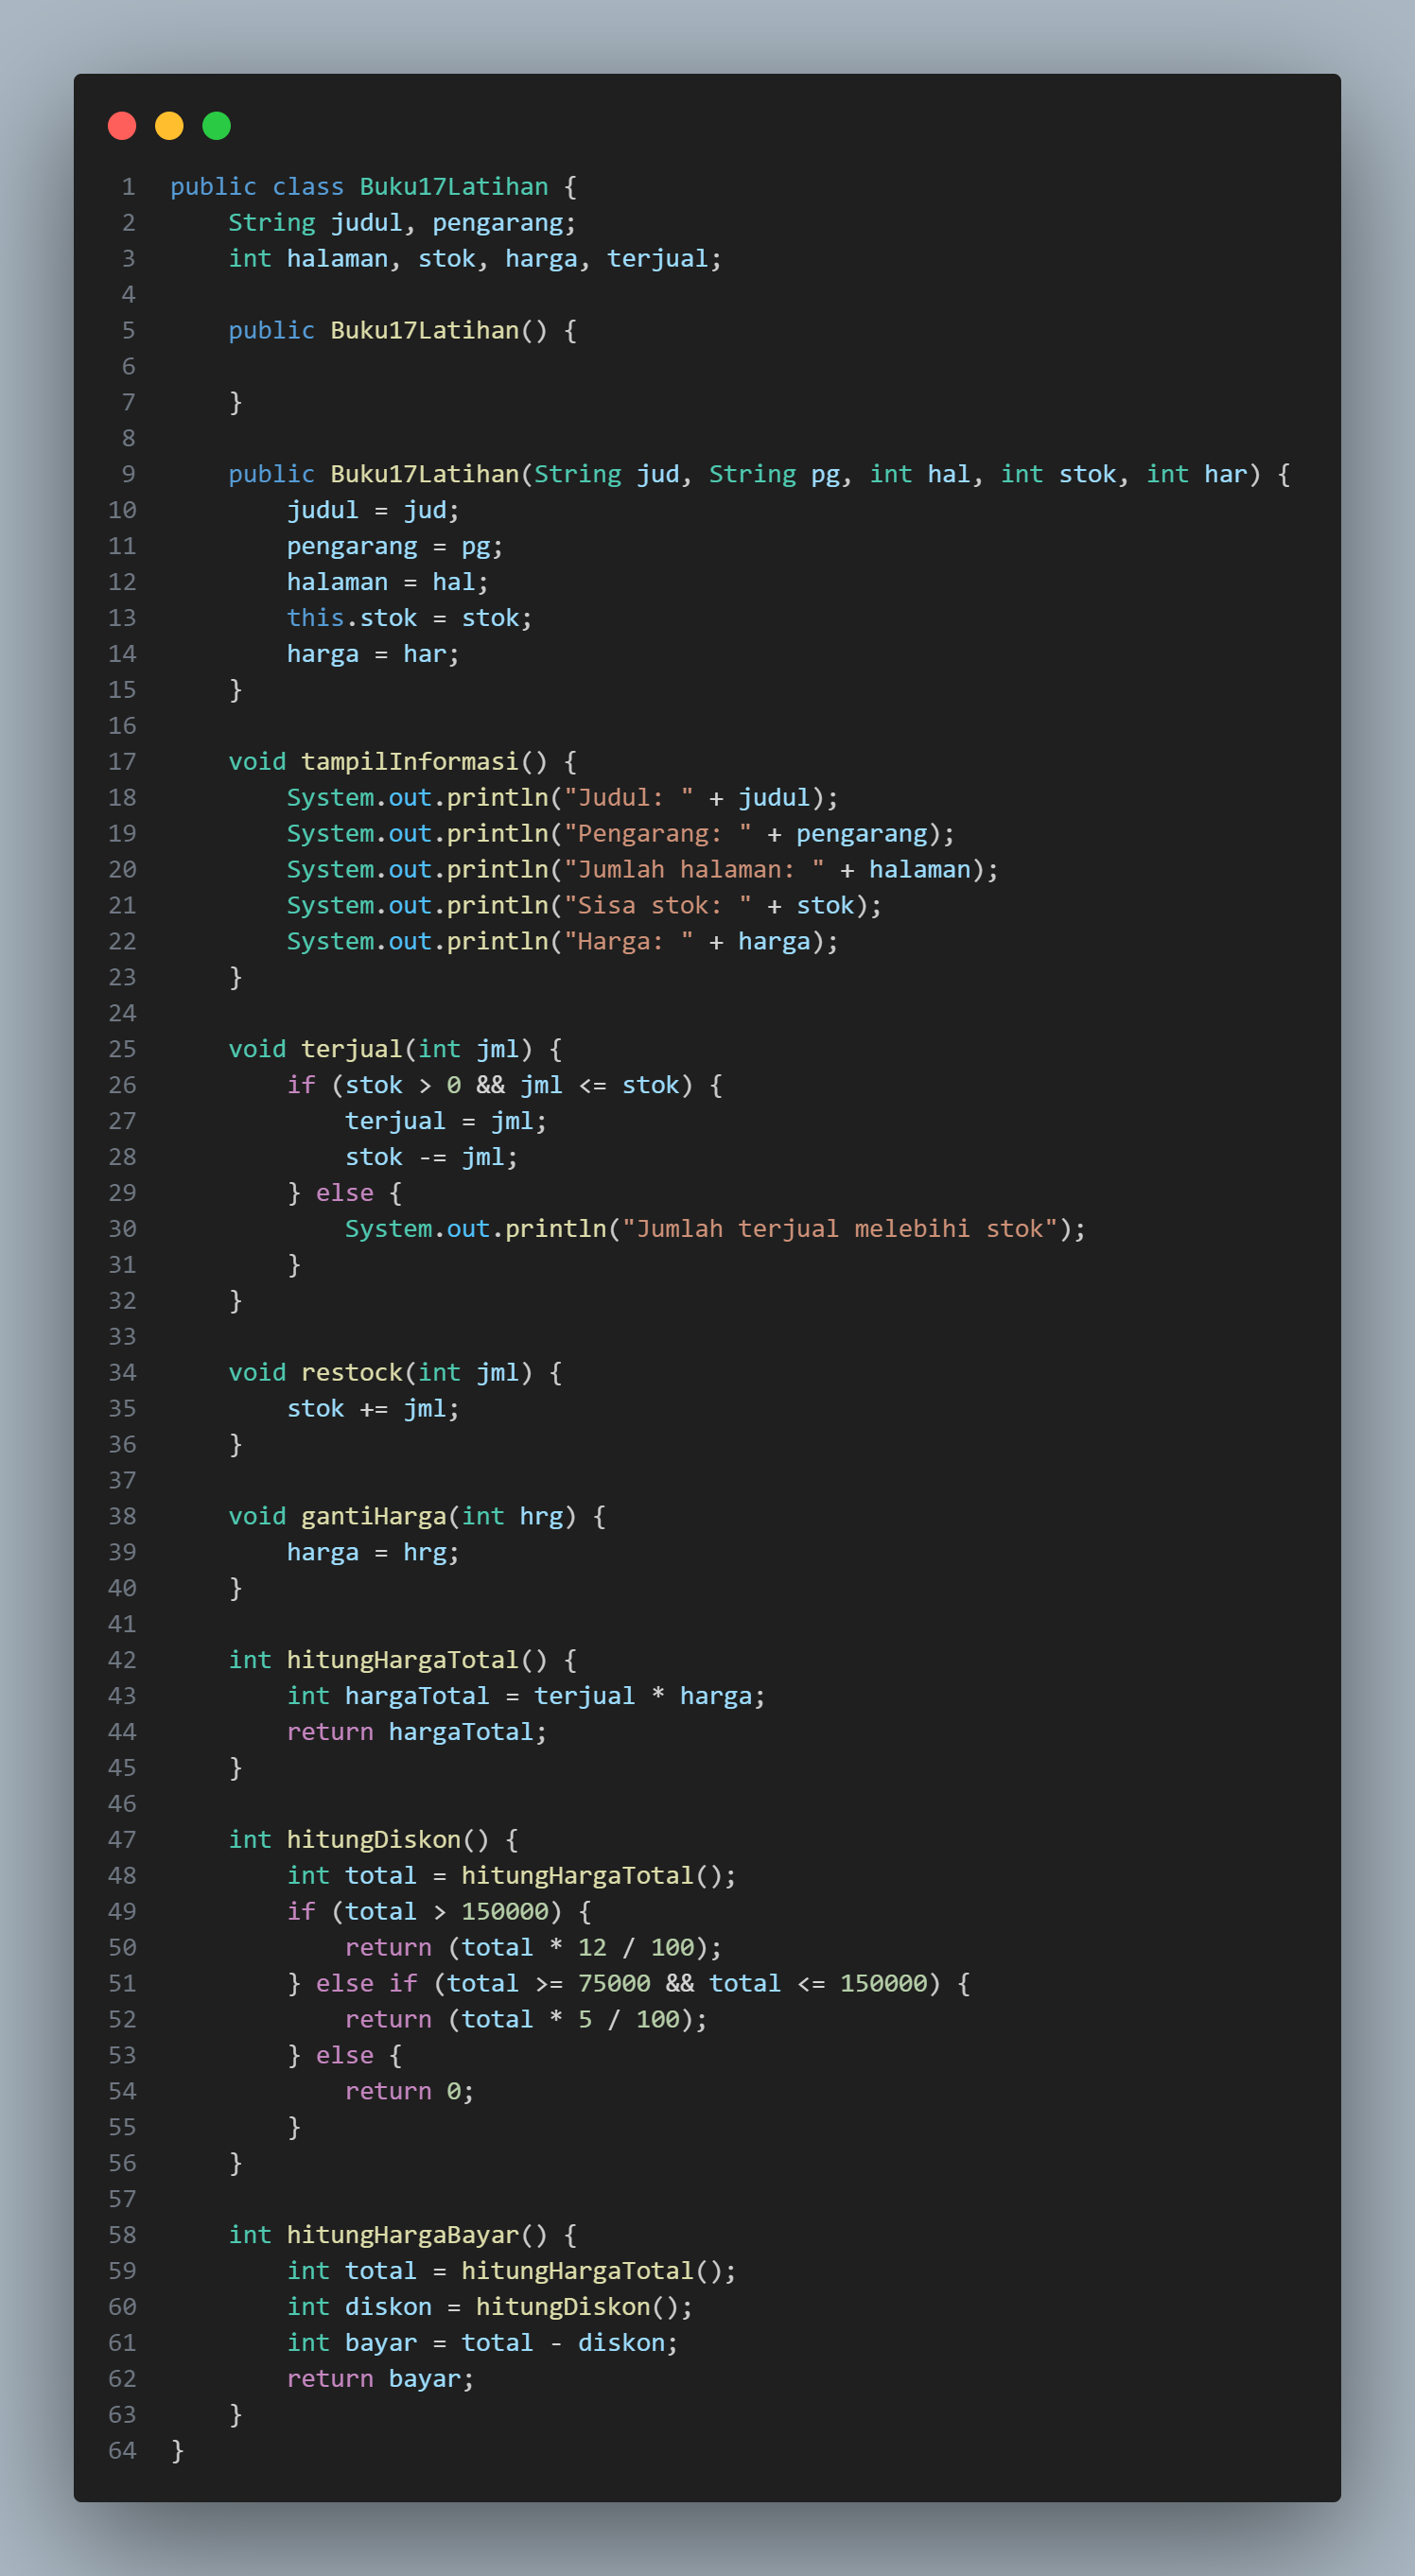 1 public class Buku17Latihan {
2     String judul, pengarang;
3     int halaman, stok, harga, terjual;
4
5     public Buku17Latihan() {
6
7     }
8
9     public Buku17Latihan(String jud, String pg, int hal, int stok, int har) {
10         judul = jud;
11         pengarang = pg;
12         halaman = hal;
13         this.stok = stok;
14         harga = har;
15     }
16
17     void tampilInformasi() {
18         System.out.println("Judul: " + judul);
19         System.out.println("Pengarang: " + pengarang);
20         System.out.println("Jumlah halaman: " + halaman);
21         System.out.println("Sisa stok: " + stok);
22         System.out.println("Harga: " + harga);
23     }
24
25     void terjual(int jml) {
26         if (stok > 0 && jml <= stok) {
27             terjual = jml;
28             stok -= jml;
29         } else {
30             System.out.println("Jumlah terjual melebihi stok");
31         }
32     }
33
34     void restock(int jml) {
35         stok += jml;
36     }
37
38     void gantiHarga(int hrg) {
39         harga = hrg;
40     }
41
42     int hitungHargaTotal() {
43         int hargaTotal = terjual * harga;
44         return hargaTotal;
45     }
46
47     int hitungDiskon() {
48         int total = hitungHargaTotal();
49         if (total > 150000) {
50             return (total * 12 / 100);
51         } else if (total >= 75000 && total <= 150000) {
52             return (total * 5 / 100);
53         } else {
54             return 0;
55         }
56     }
57
58     int hitungHargaBayar() {
59         int total = hitungHargaTotal();
60         int diskon = hitungDiskon();
61         int bayar = total - diskon;
62         return bayar;
63     }
64 }